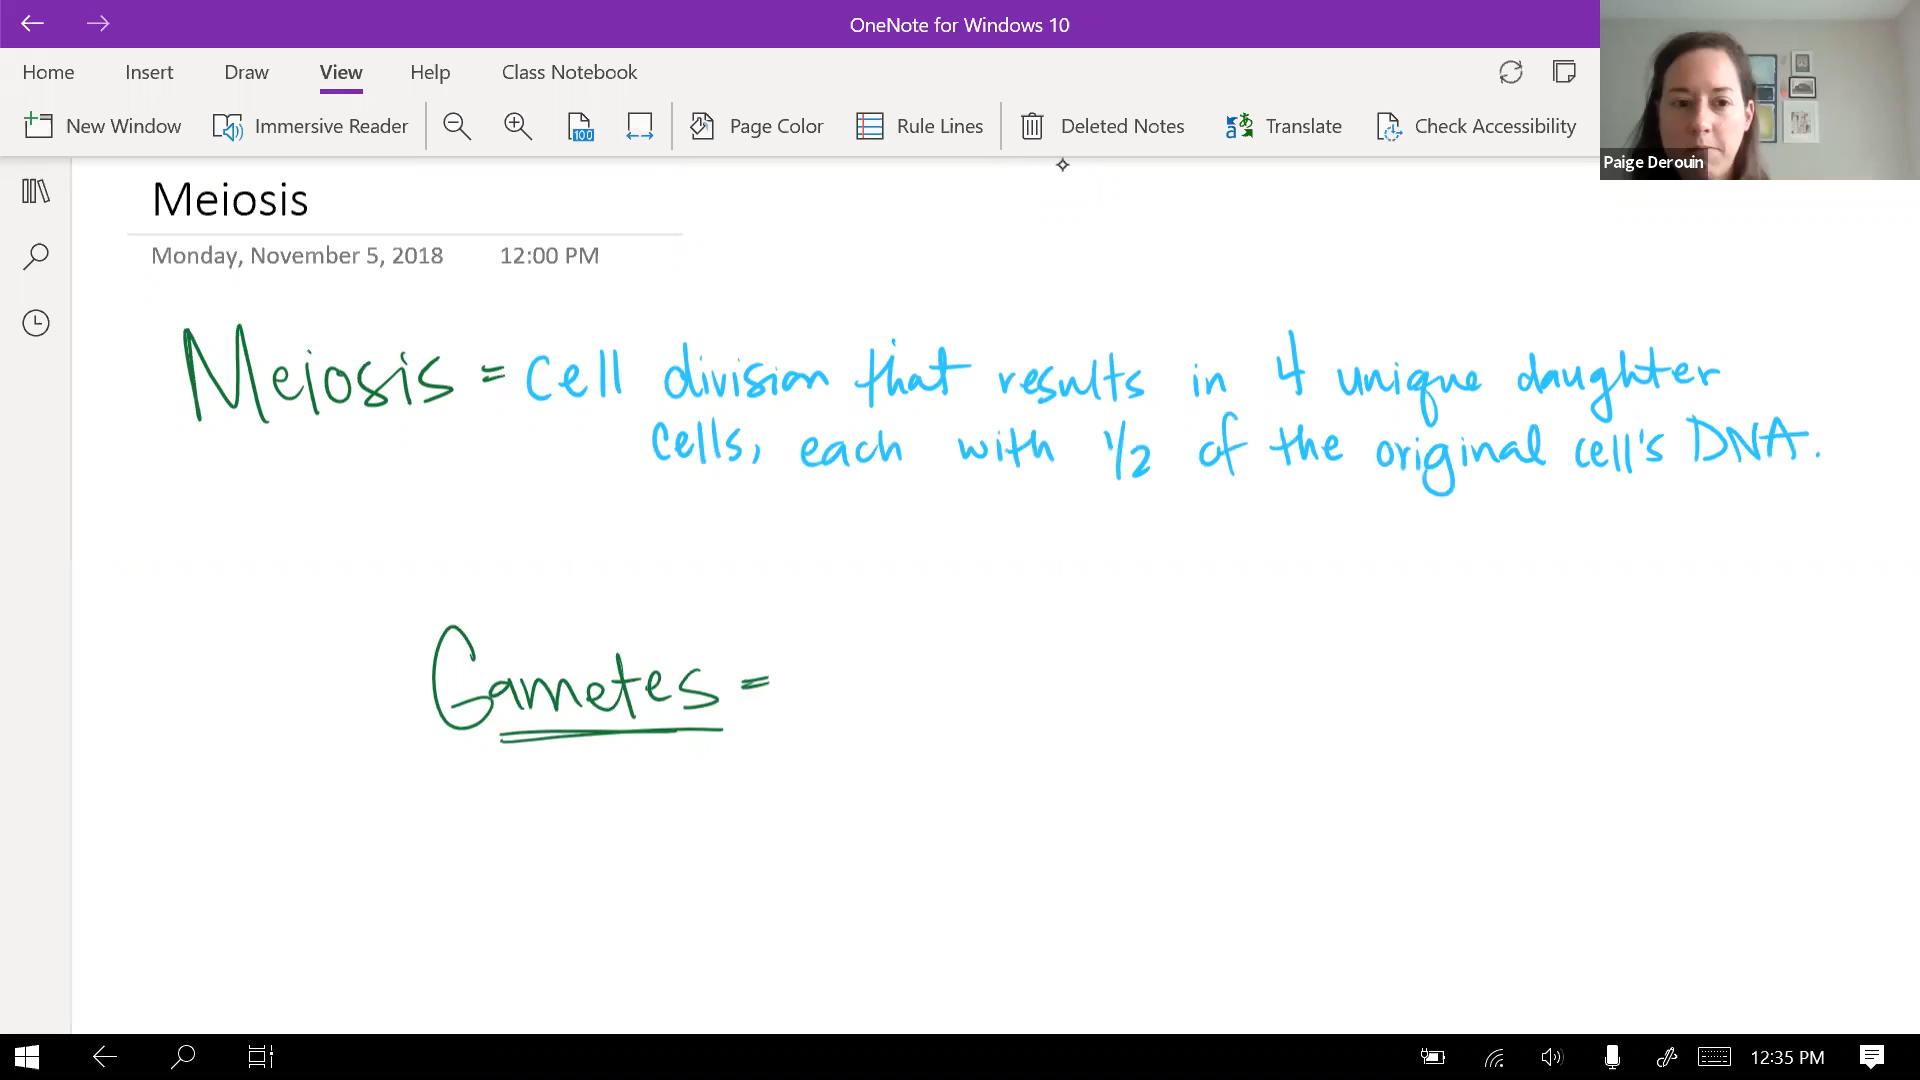 OneNote for Windows 10
Home Insert Draw View Help Class Notebook
New Window Immersive Reader 100 Page Color Rule Lines Deleted Notes Translate Check Accessibility
Paige Derouin
Meiosis
Monday, November 5, 2018 12:00 PM
Meiosis = Cell division that results in 4 unique daughter
cells, each with 1/2 of the original cell's DNA.
Gametes =
12:35 PM